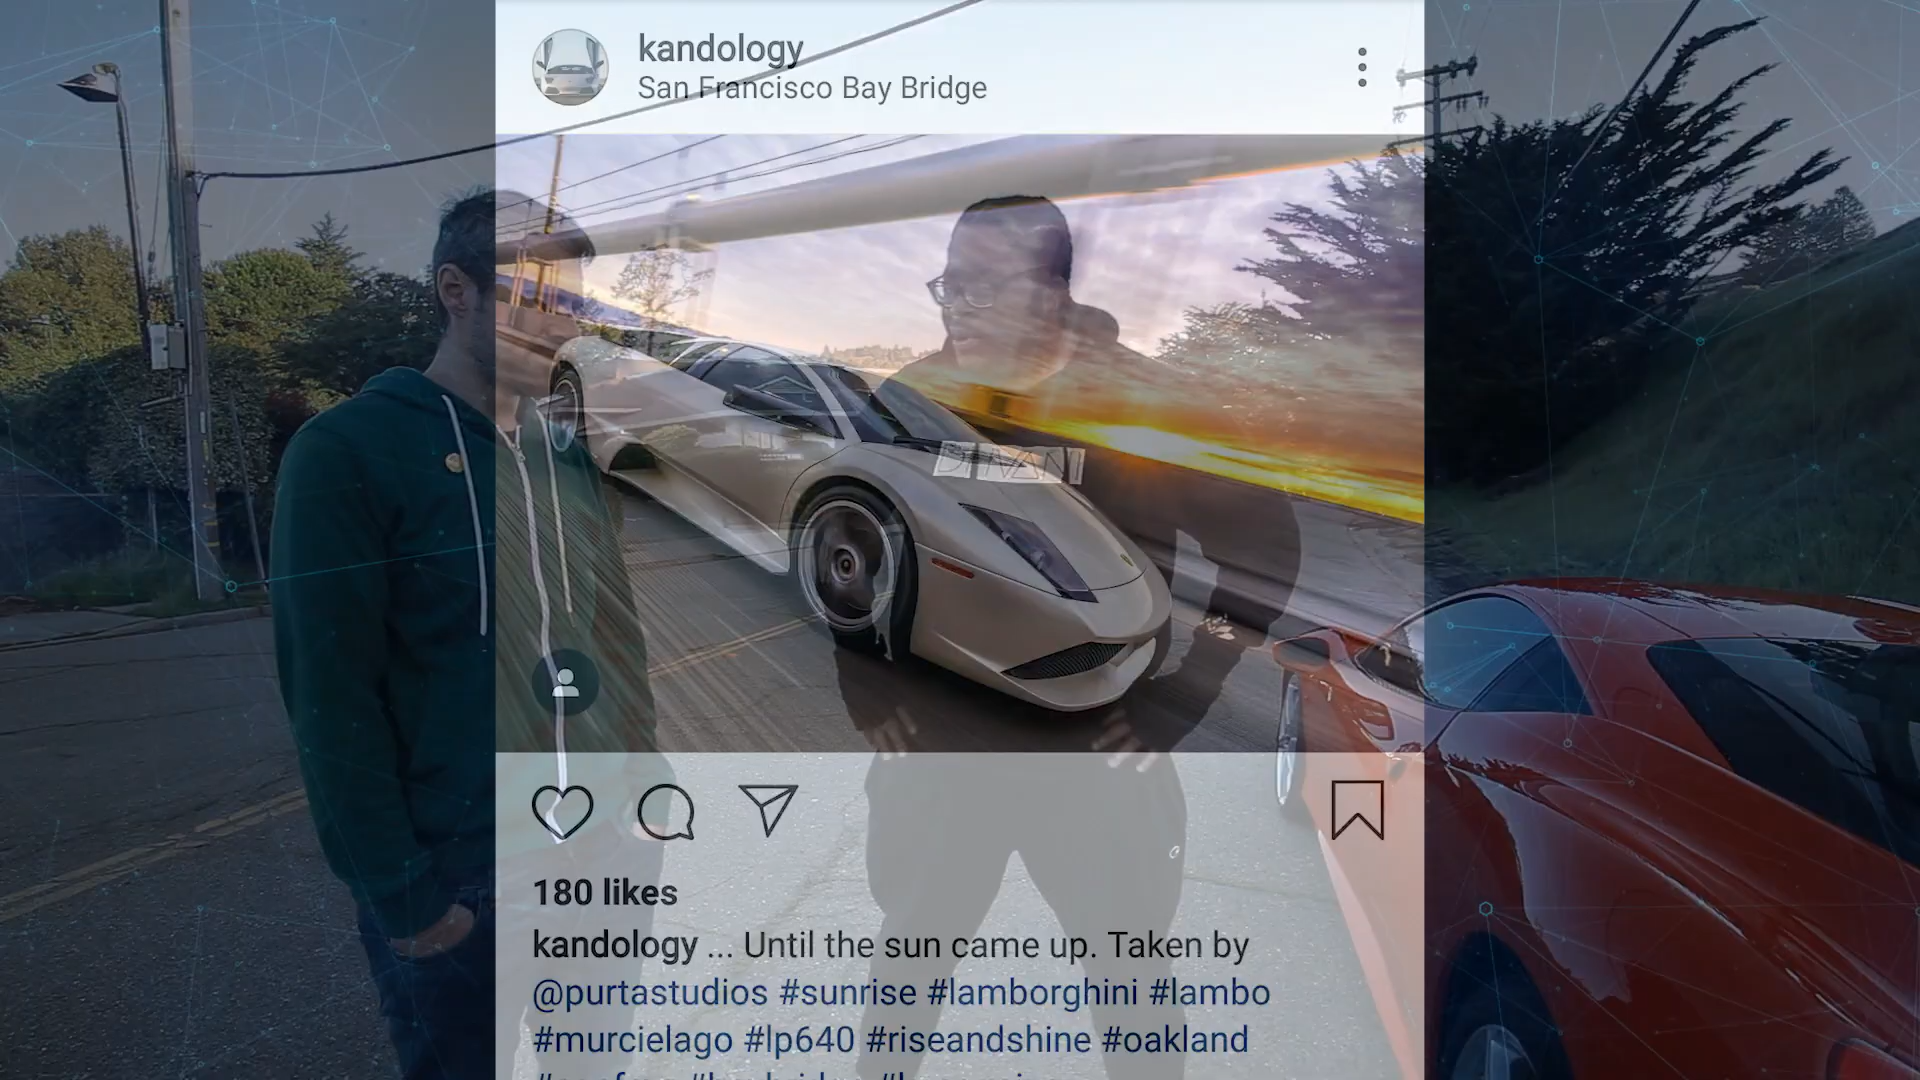 kandology
San Francisco Bay Bridge
180 likes
kandology ... Until the sun came up. Taken by
@purtastudios #sunrise #lamborghini #lambo
#murcielago #lp640 #riseandshine #oakland